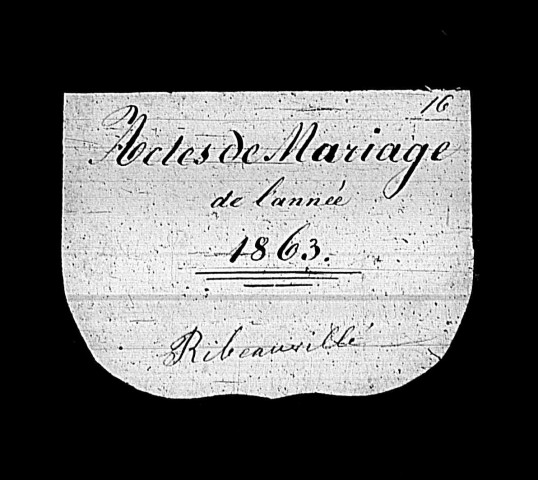 16
Actes de Mariage
de l'année
1863.
Ribeauvillé